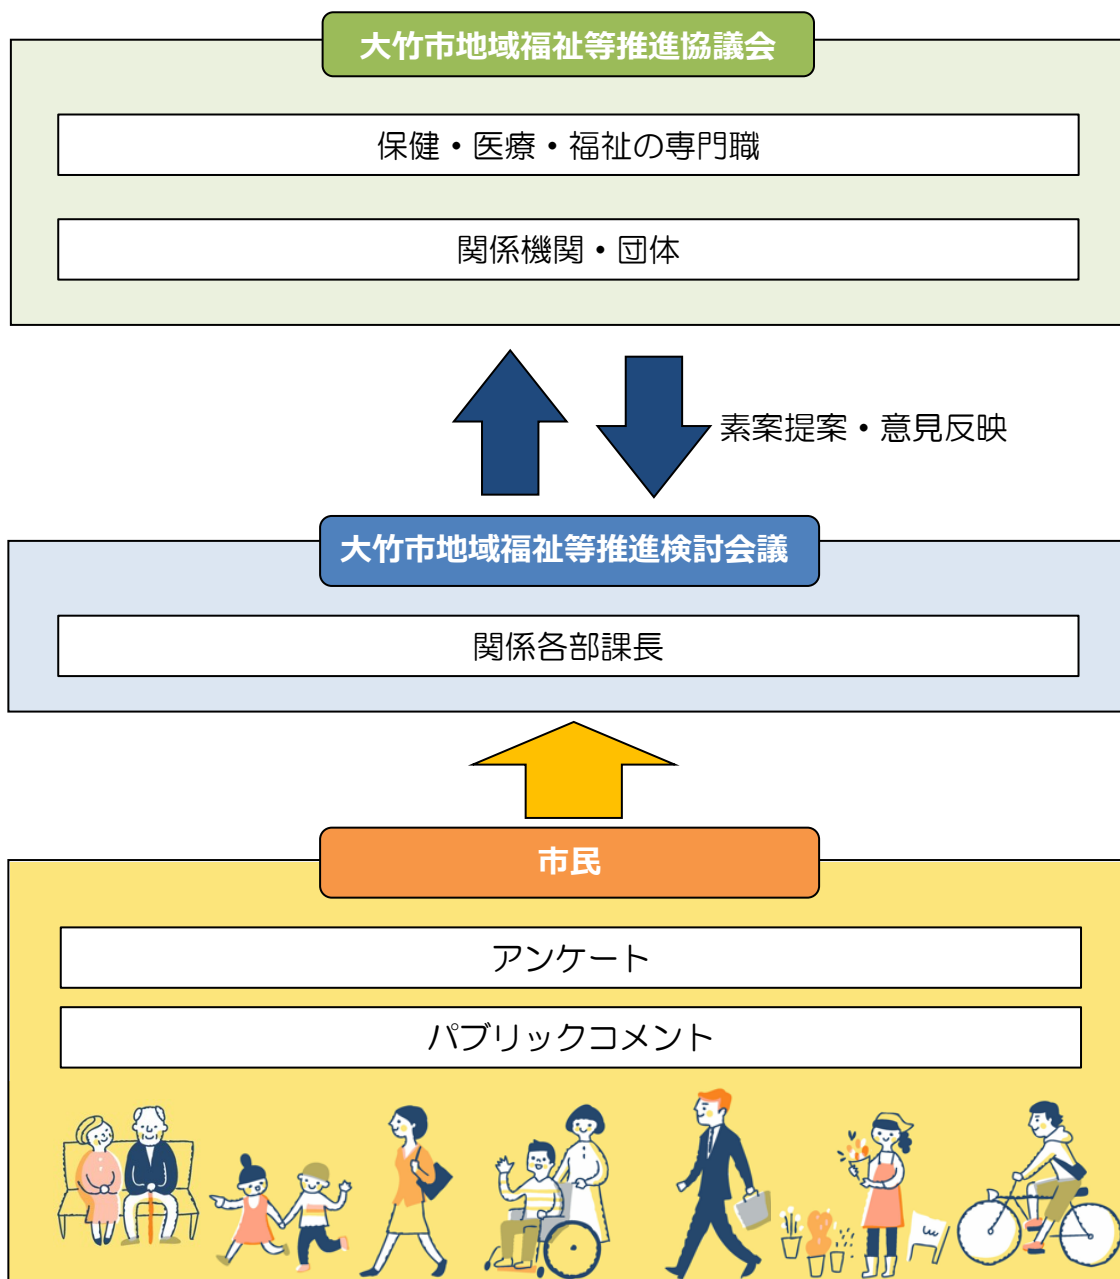 大竹市地域福祉等推進協議会
保健・医療・福祉の専門職
関係機関・団体
素案提案・意見反映
大竹市地域福祉等推進検討会議
関係各部課長
市民
アンケート
パブリックコメント